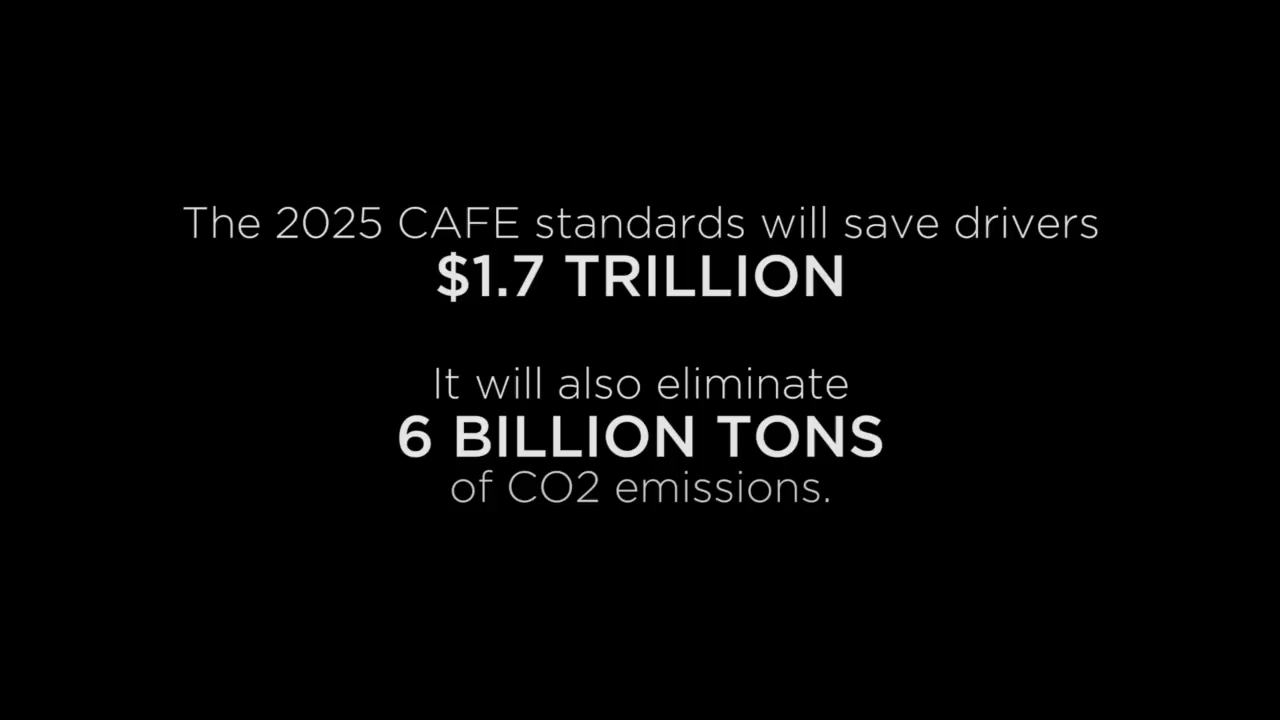 The 2025 CAFE standards will save drivers
$1.7 TRILLION
It will also eliminate
6 BILLION TONS
of CO2 emissions.